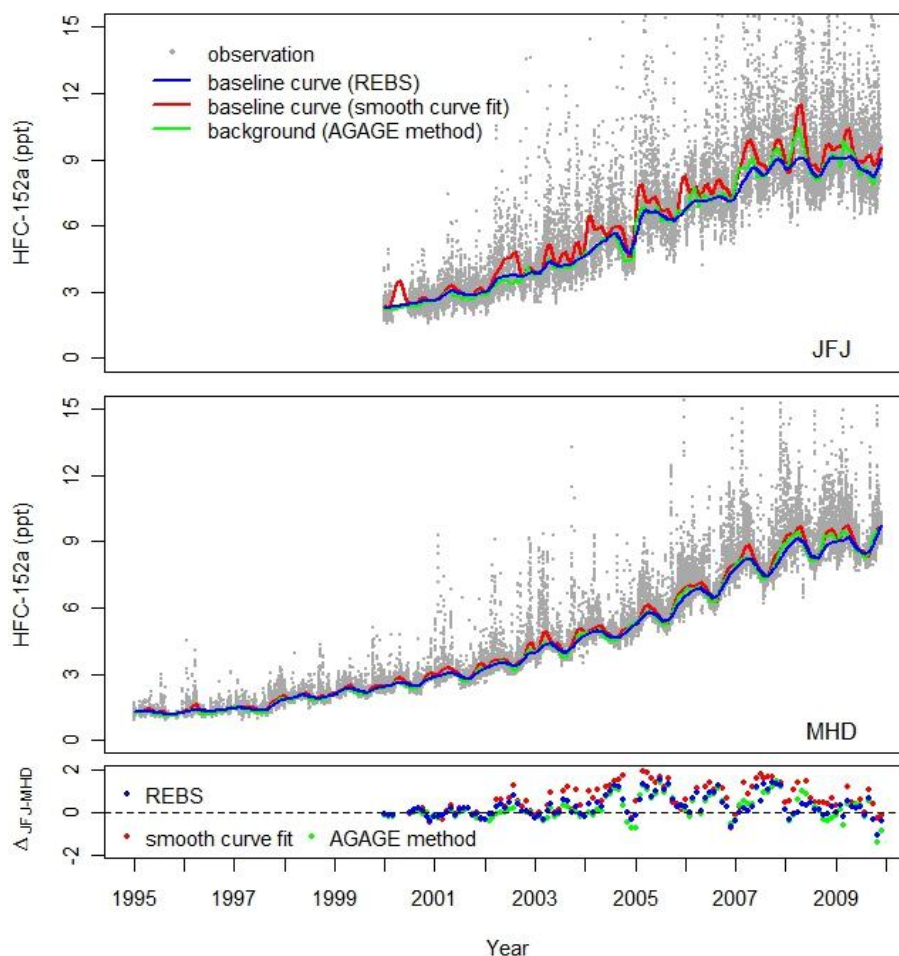 15
12
9
6
3
0
HFC-152a (ppt)
observation
baseline curve (REBS)
baseline curve (smooth curve fit)
background (AGAGE method)
JFJ
15
12
9
6
3
0
HFC-152a (ppt)
MHD
2
0
-2
Δ JFJ-MHD
REBS
smooth curve fit AGAGE method
1995 1997 1999 2001 2003 2005 2007 2009
Year